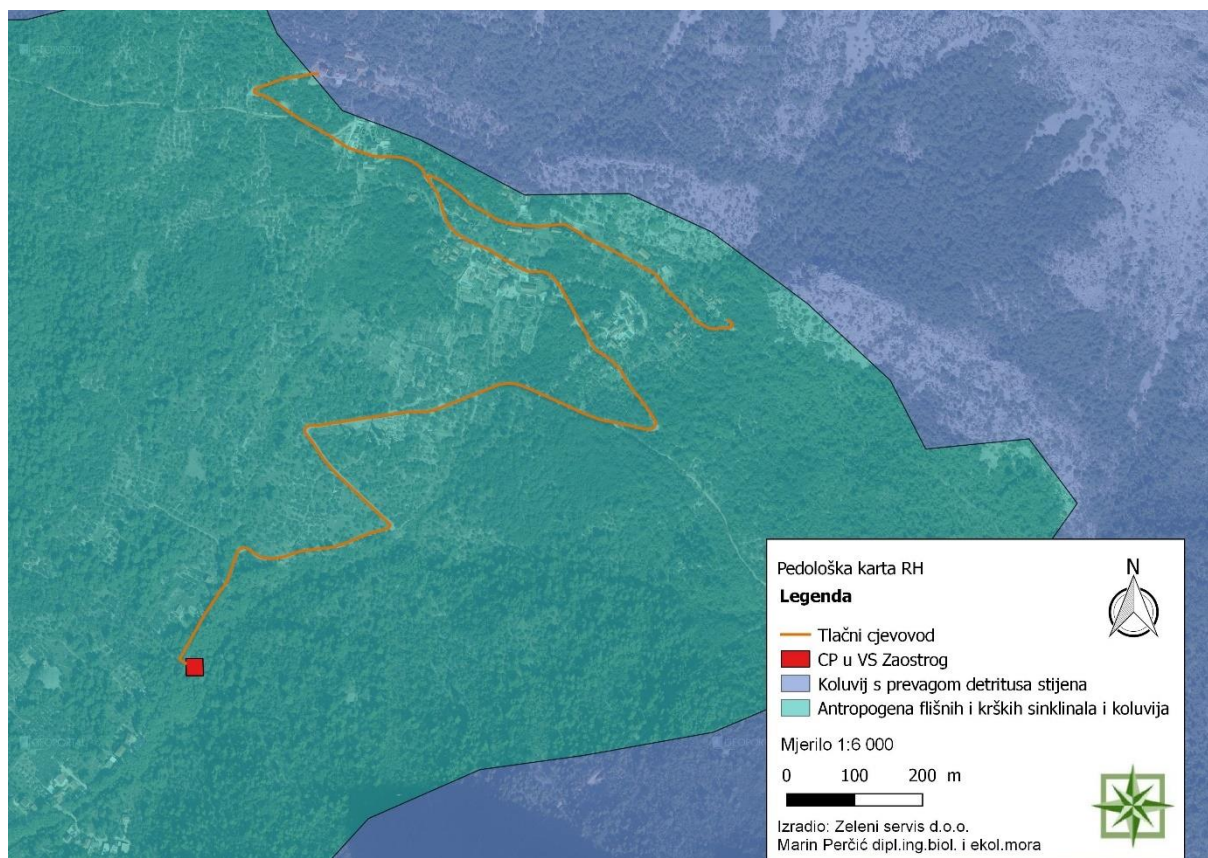 Pedološka karta RH
N
Legenda
Tlačni cjevovod
CP u VS Zaostrog
Koluvij s prevagom detritusa stijena
Antropogena flišnih i krških sinklinala i koluvija
Mjerilo 1:6 000
0 100 200 m
Izradio: Zeleni servis d.o.o.
Marin Perčić dipl.ing.biol. i ekol.mora